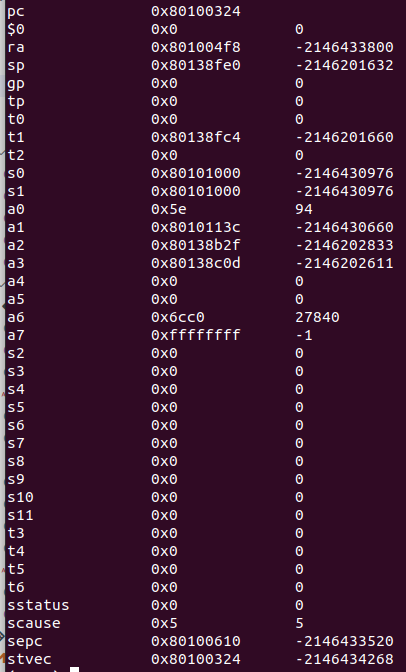 pc 0x80100324
$0 0x0 0
ra 0x801004f8 -2146433800
sp 0x80138fe0 -2146201632
gp 0x0 0
tp 0x0 0
t0 0x0 0
t1 0x80138fc4 -2146201660
t2 0x0 0
s0 0x80101000 -2146430976
s1 0x80101000 -2146430976
a0 0x5e 94
a1 0x8010113c -2146430660
a2 0x80138b2f -2146202833
a3 0x80138c0d -2146202611
a4 0x0 0
a5 0x0 0
a6 0x6cc0 27840
a7 0xffffffff -1
s2 0x0 0
s3 0x0 0
s4 0x0 0
s5 0x0 0
s6 0x0 0
s7 0x0 0
s8 0x0 0
s9 0x0 0
s10 0x0 0
s11 0x0 0
t3 0x0 0
t4 0x0 0
t5 0x0 0
t6 0x0 0
sstatus 0x0 0
scause 0x5 5
sepc 0x80100610 -2146433520
stvec 0x80100324 -2146434268